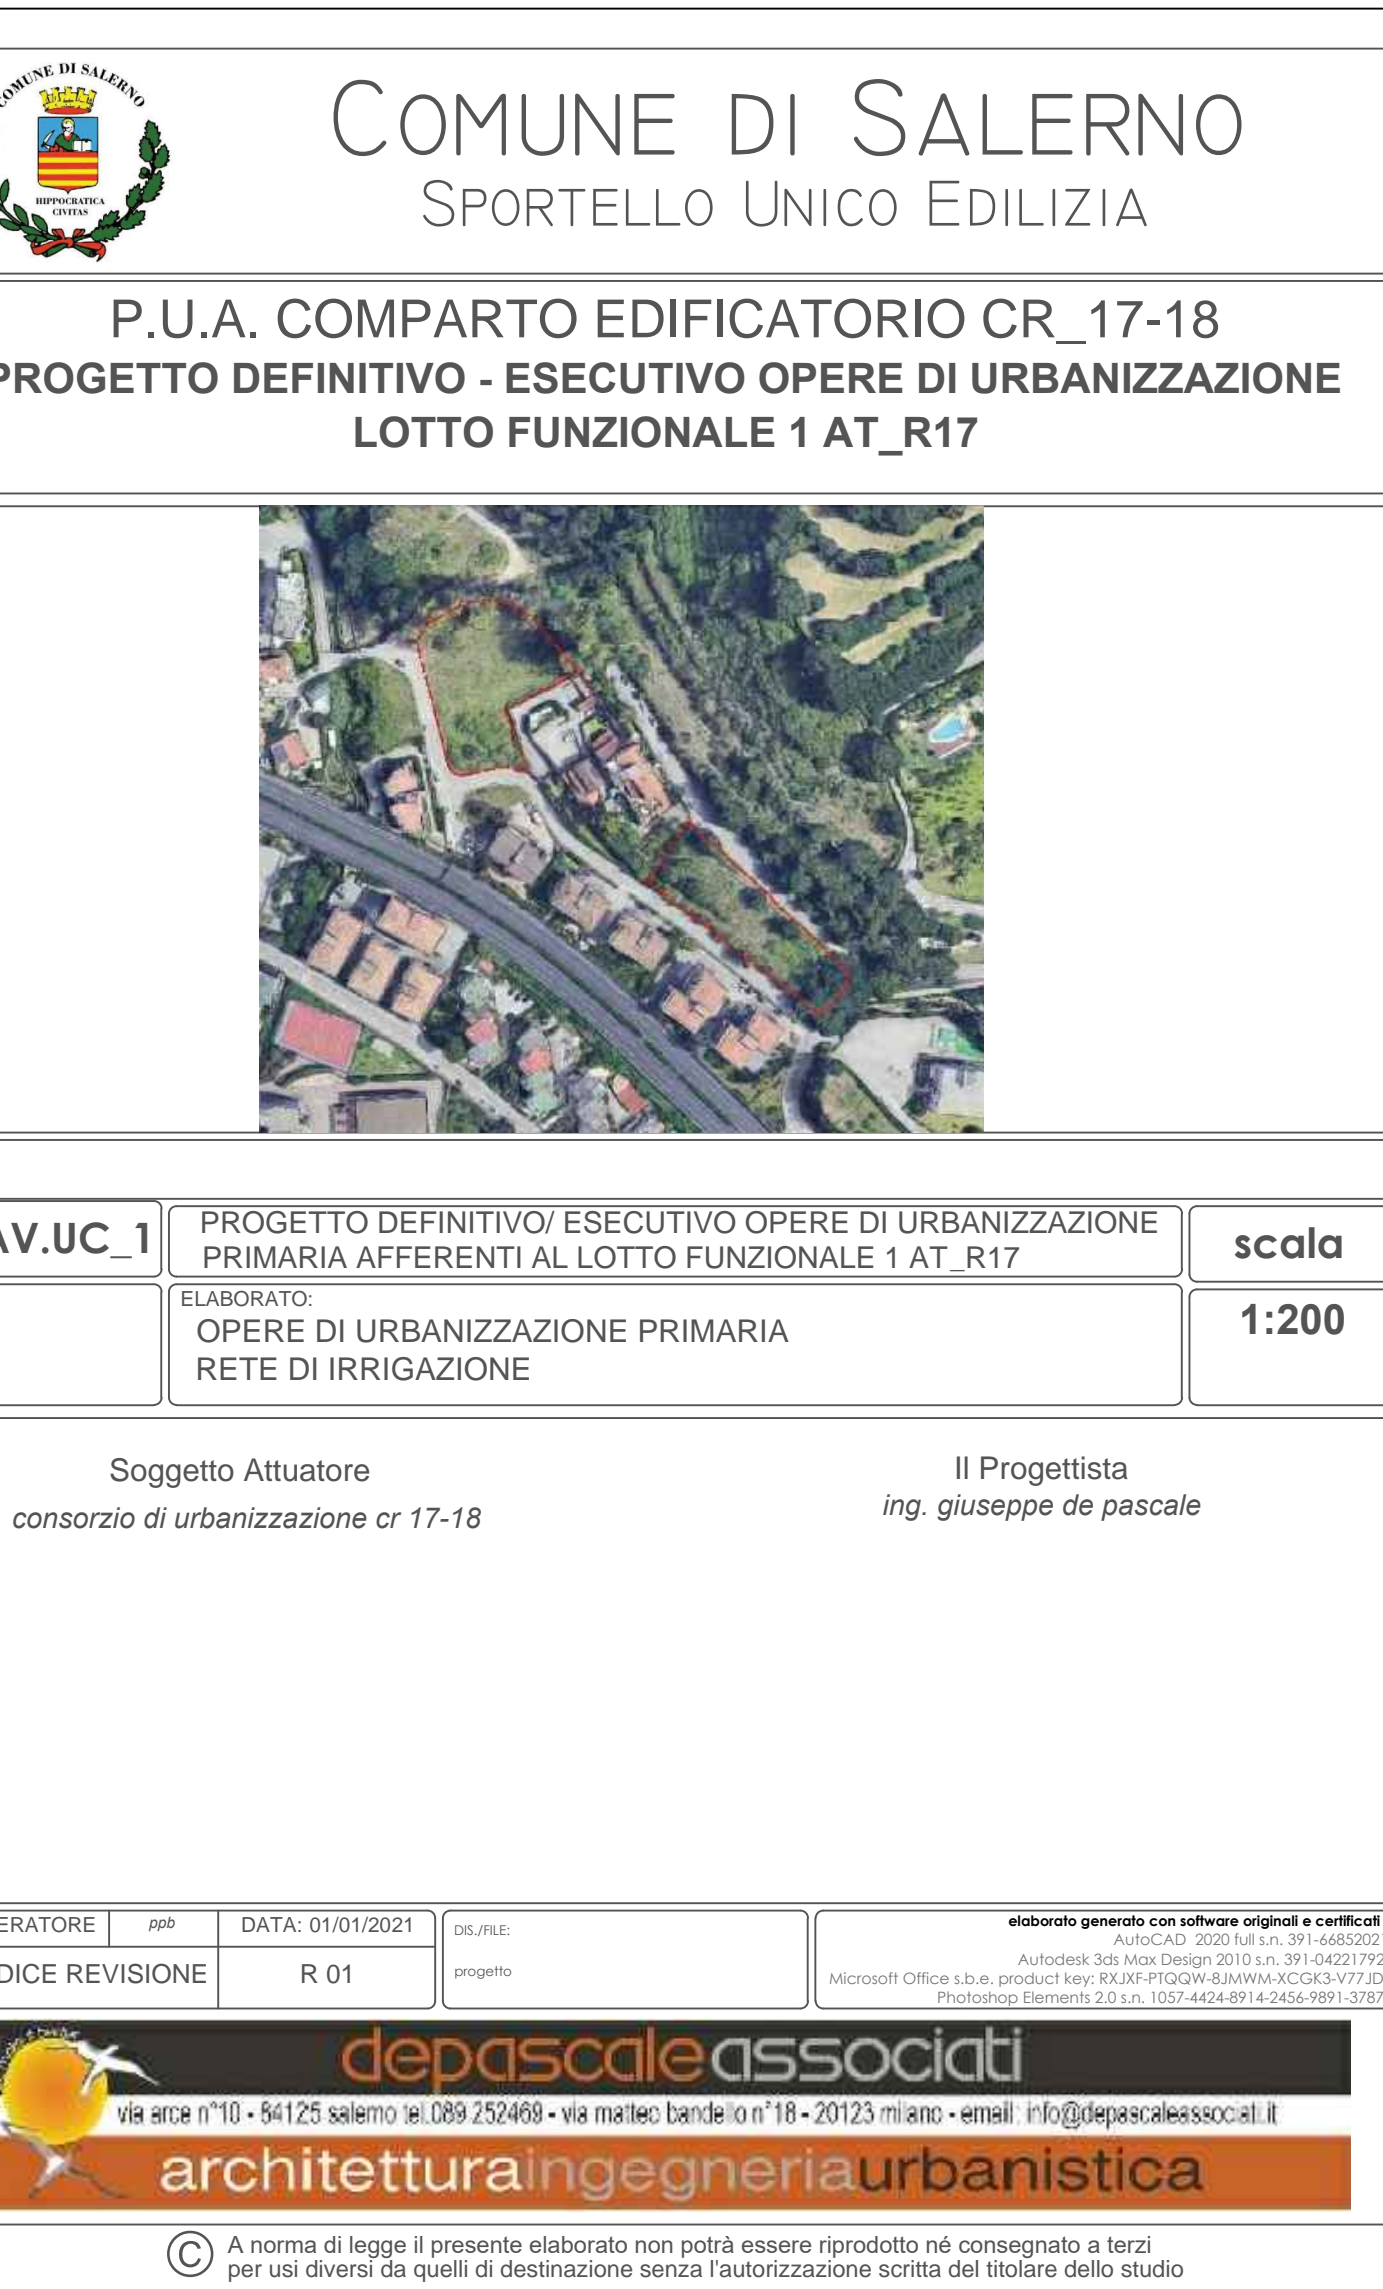 COMUNE DI SALERNO
HIPPOCRATICA
CIVITAS
COMUNE DI SALERNO
SPORTELLO UNICO EDILIZIA
P.U.A. COMPARTO EDIFICATORIO CR_17-18
PROGETTO DEFINITIVO - ESECUTIVO OPERE DI URBANIZZAZIONE
LOTTO FUNZIONALE 1 AT_R17
AV.UC_1
PROGETTO DEFINITIVO/ ESECUTIVO OPERE DI URBANIZZAZIONE
PRIMARIA AFFERENTI AL LOTTO FUNZIONALE 1 AT_R17
scala
ELABORATO:
OPERE DI URBANIZZAZIONE PRIMARIA
RETE DI IRRIGAZIONE
1:200
Soggetto Attuatore
consorzio di urbanizzazione cr 17-18
Il Progettista
ing. giuseppe de pascale
ERATORE
ppb
DATA: 01/01/2021
DICE REVISIONE
R 01
DIS./FILE:
progetto
elaborato generato con software originali e certificati
AutoCAD 2020 full s.n. 391-6685202
Autodesk 3ds Max Design 2010 s.n. 391-04221792
Microsoft Office s.b.e. product key: RXJXF-PTQQW-8JMWM-XCGK3-V77JD
Photoshop Elements 2.0 s.n. 1057-4424-8914-2456-9891-3787
depascaleassociati
via arce n°10 - 84125 salerno tel.089 252469 - via matteo bandello n°18 - 20123 milano - email: info@depascaleassociati.it
architetturaingegneriaurbanistica
© A norma di legge il presente elaborato non potrà essere riprodotto né consegnato a terzi
per usi diversi da quelli di destinazione senza l'autorizzazione scritta del titolare dello studio